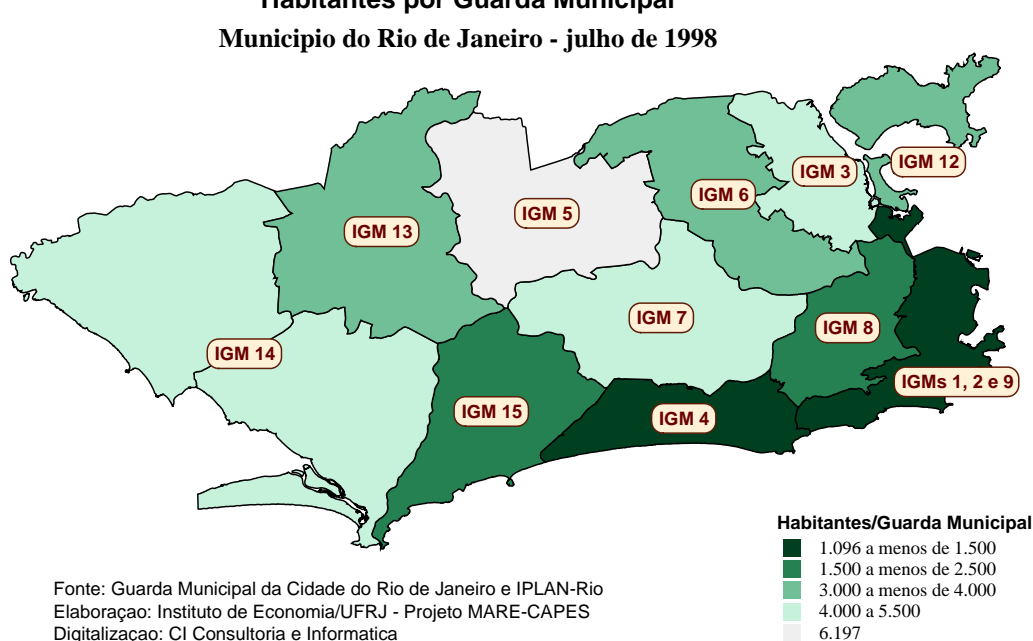 Habitantes por Guarda Municipal
Municipio do Rio de Janeiro - julho de 1998
IGM 12
IGM 3
IGM 6
IGM 5
IGM 13
IGM 7
IGM 8
IGM 14
IGMs 1, 2 e 9
IGM 15
IGM 4
Habitantes/Guarda Municipal
1.096 a menos de 1.500
1.500 a menos de 2.500
3.000 a menos de 4.000
4.000 a 5.500
6.197
Fonte: Guarda Municipal da Cidade do Rio de Janeiro e IPLAN-Rio
Elaboraçao: Instituto de Economia/UFRJ - Projeto MARE-CAPES
Digitalizacao: CI Consultoria e Informatica